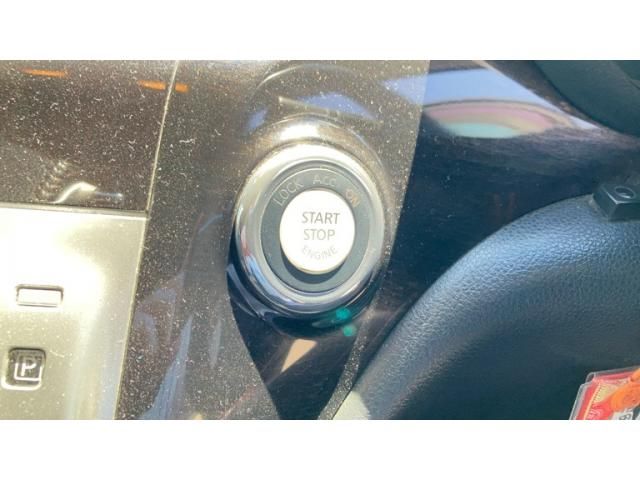 LOCK Acc ON
START
STOP
ENGINE
P